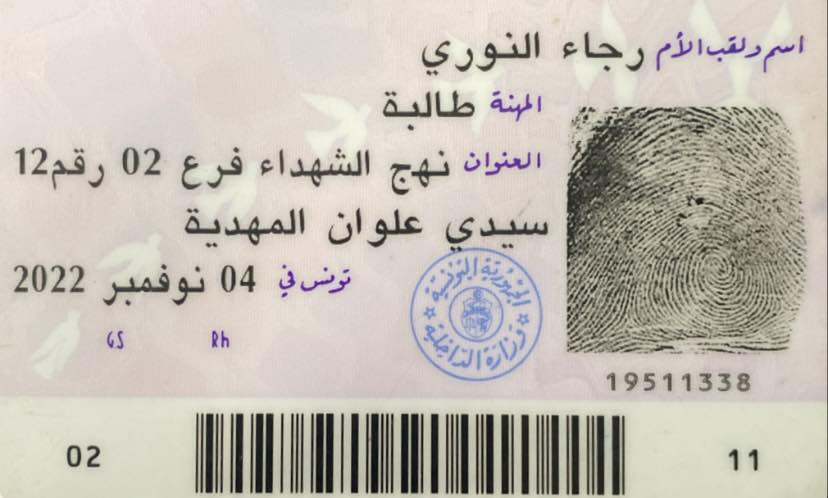 اسم ولقب الأم رجاء النوري
المهنة طالبة
العنوان نهج الشهداء فرع 02 رقم12
سيدي علوان المهدية
تونس في 04 نوفمبر 2022
GS Rh
الجمهورية التونسية
وزارة الداخلية
19511338
02 11